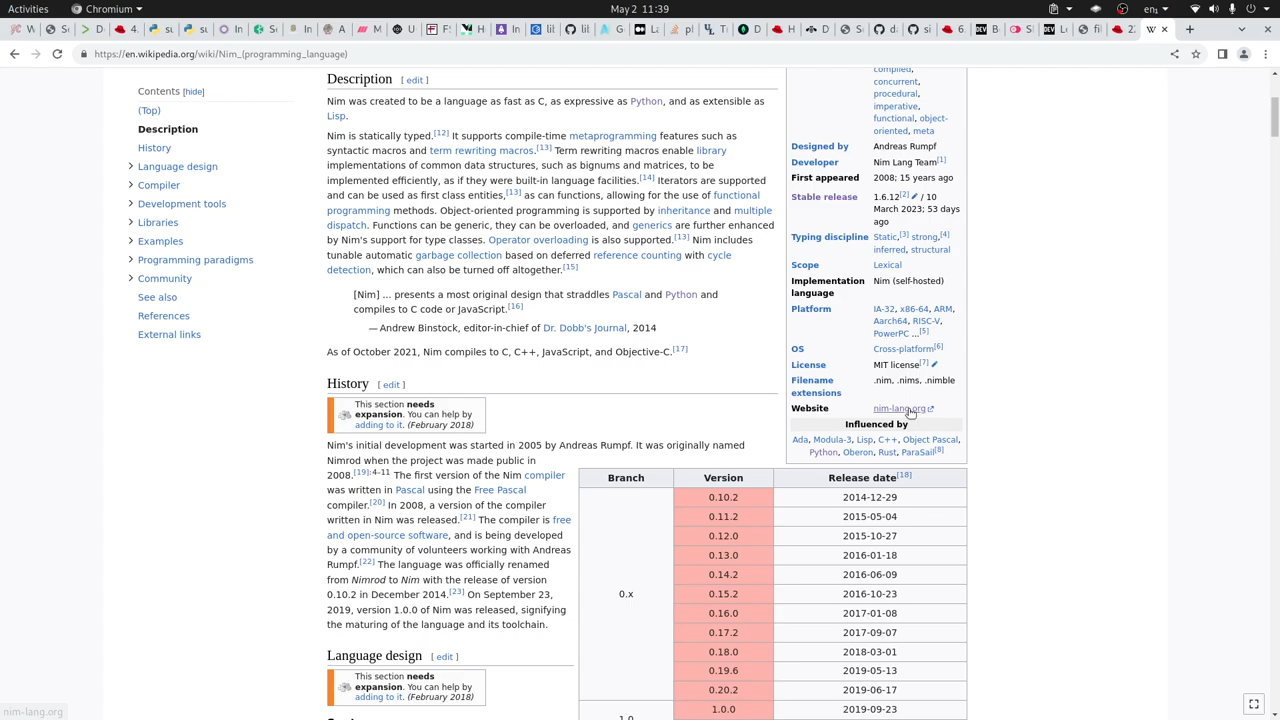 Activities
Chromium
May 2 11:39
W
https://en.wikipedia.org/wiki/Nim_(programming_language)
Contents [hide]
(Top)
Description
History
Language design
Compiler
Development tools
Libraries
Examples
Programming paradigms
Community
See also
References
External links
Description [ edit ]
Nim was created to be a language as fast as C, as expressive as Python, and as extensible as
Lisp.
Nim is statically typed.[12] It supports compile-time metaprogramming features such as
syntactic macros and term rewriting macros.[13] Term rewriting macros enable library
implementations of common data structures, such as bignums and matrices, to be
implemented efficiently, as if they were built-in language facilities.[14] Iterators are supported
and can be used as first class entities,[13] as can functions, allowing for the use of functional
programming methods. Object-oriented programming is supported by inheritance and multiple
dispatch. Functions can be generic, they can be overloaded, and generics are further enhanced
by Nim's support for type classes. Operator overloading is also supported.[13] Nim includes
tunable automatic garbage collection based on deferred reference counting with cycle
detection, which can also be turned off altogether.[15]
[Nim] ... presents a most original design that straddles Pascal and Python and
compiles to C code or JavaScript.[16]
— Andrew Binstock, editor-in-chief of Dr. Dobb's Journal, 2014
As of October 2021, Nim compiles to C, C++, JavaScript, and Objective-C.[17]
History [ edit ]
This section needs
expansion. You can help by
adding to it. (February 2018)
Nim's initial development was started in 2005 by Andreas Rumpf. It was originally named
Nimrod when the project was made public in
2008.[19]: 4–11 The first version of the Nim compiler
was written in Pascal using the Free Pascal
compiler.[20] In 2008, a version of the compiler
written in Nim was released.[21] The compiler is free
and open-source software, and is being developed
by a community of volunteers working with Andreas
Rumpf.[22] The language was officially renamed
from Nimrod to Nim with the release of version
0.10.2 in December 2014.[23] On September 23,
2019, version 1.0.0 of Nim was released, signifying
the maturing of the language and its toolchain.
Language design [ edit ]
This section needs
expansion. You can help by
adding to it. (February 2018)
compiled,
concurrent,
procedural,
imperative,
functional, object-
oriented, meta
Designed by Andreas Rumpf
Developer Nim Lang Team[1]
First appeared 2008; 15 years ago
Stable release 1.6.12[2] / 10
March 2023; 53 days
ago
Typing discipline Static,[3] strong,[4]
inferred, structural
Scope Lexical
Implementation Nim (self-hosted)
language
Platform IA-32, x86-64, ARM,
Aarch64, RISC-V,
PowerPC ...[5]
OS Cross-platform[6]
License MIT license[7]
Filename .nim, .nims, .nimble
extensions
Website nim-lang.org
Influenced by
Ada, Modula-3, Lisp, C++, Object Pascal,
Python, Oberon, Rust, ParaSail[8]
Branch Version Release date[18]
0.10.2 2014-12-29
0.11.2 2015-05-04
0.12.0 2015-10-27
0.13.0 2016-01-18
0.14.2 2016-06-09
0.x 0.15.2 2016-10-23
0.16.0 2017-01-08
0.17.2 2017-09-07
0.18.0 2018-03-01
0.19.6 2019-05-13
0.20.2 2019-06-17
1.0.0 2019-09-23
nim-lang.org